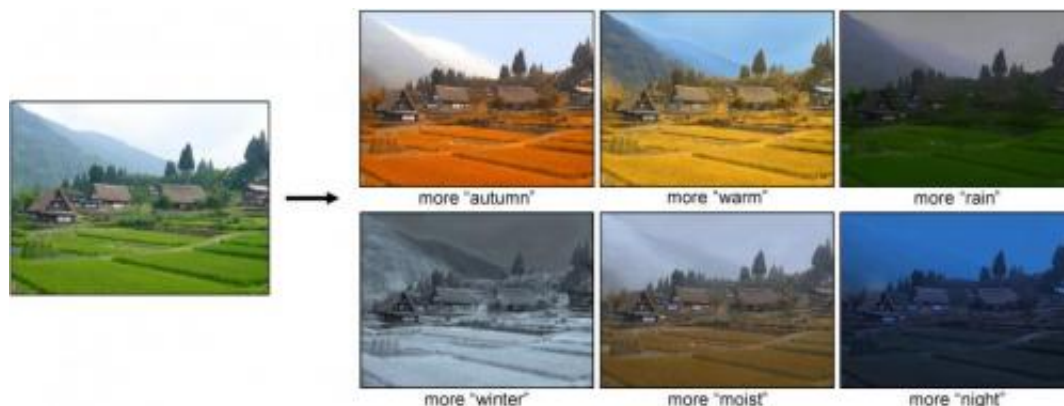 more “autumn”
more “warm”
more “rain”
more “winter”
more “moist”
more “night”